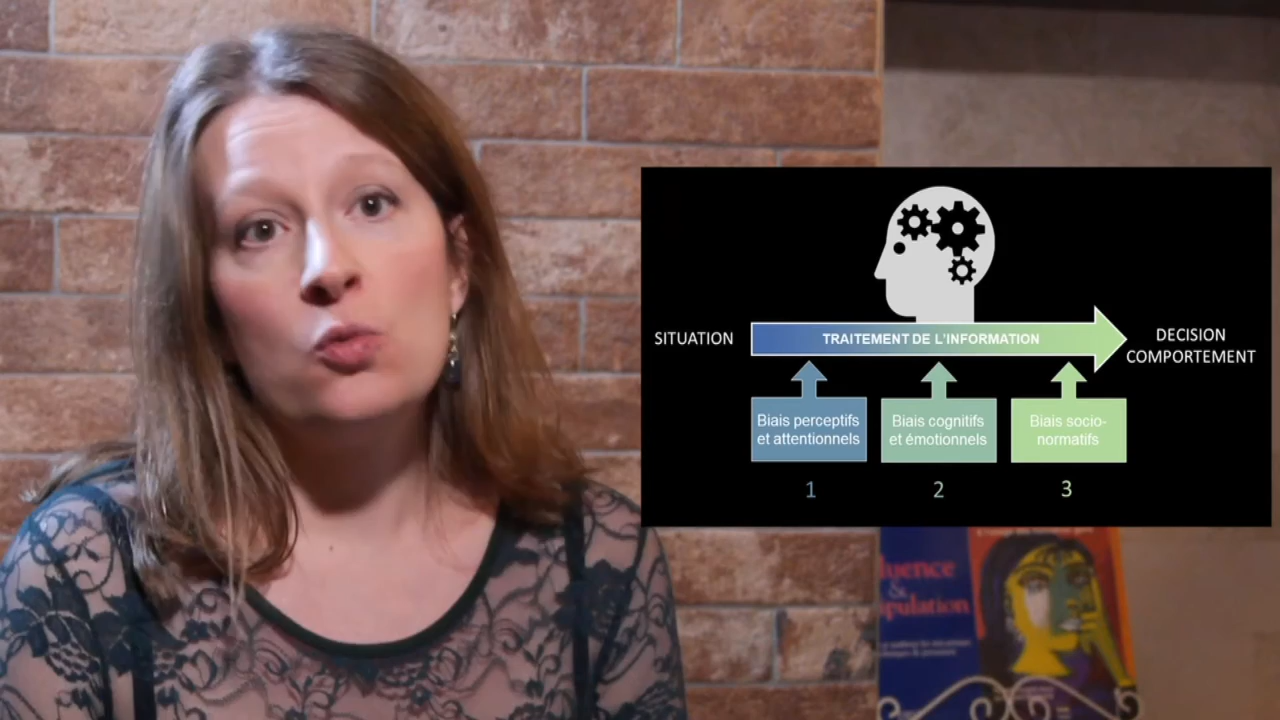 SITUATION
TRAITEMENT DE L'INFORMATION
DECISION
COMPORTEMENT
Biais perceptifs
et attentionnels
Biais cognitifs
et émotionnels
Biais socio-
normatifs
1
2
3
uence
&
pulation